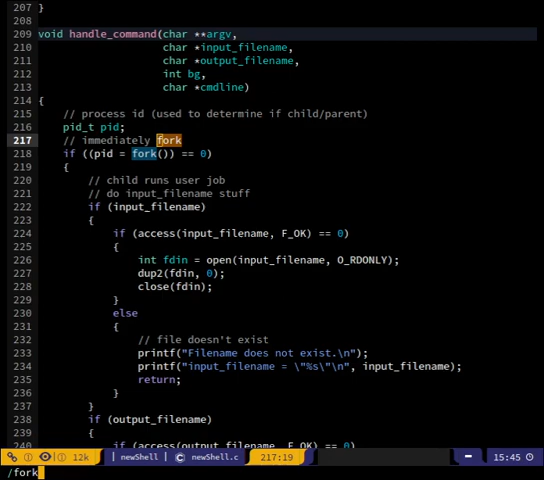 207 }
208
209 void handle_command(char **argv,
210                     char *input_filename,
211                     char *output_filename,
212                     int bg,
213                     char *cmdline)
214 {
215     // process id (used to determine if child/parent)
216     pid_t pid;
217     // immediately fork
218     if ((pid = fork()) == 0)
219     {
220         // child runs user job
221         // do input_filename stuff
222         if (input_filename)
223         {
224             if (access(input_filename, F_OK) == 0)
225             {
226                 int fdin = open(input_filename, O_RDONLY);
227                 dup2(fdin, 0);
228                 close(fdin);
229             }
230             else
231             {
232                 // file doesn't exist
233                 printf("Filename does not exist.\n");
234                 printf("input_filename = \"%s\"\n", input_filename);
235                 return;
236             }
237         }
238         if (output_filename)
239         {
240             if (access(output_filename, F_OK) == 0)
12k | newShell newShell.c 217:19 15:45
/fork